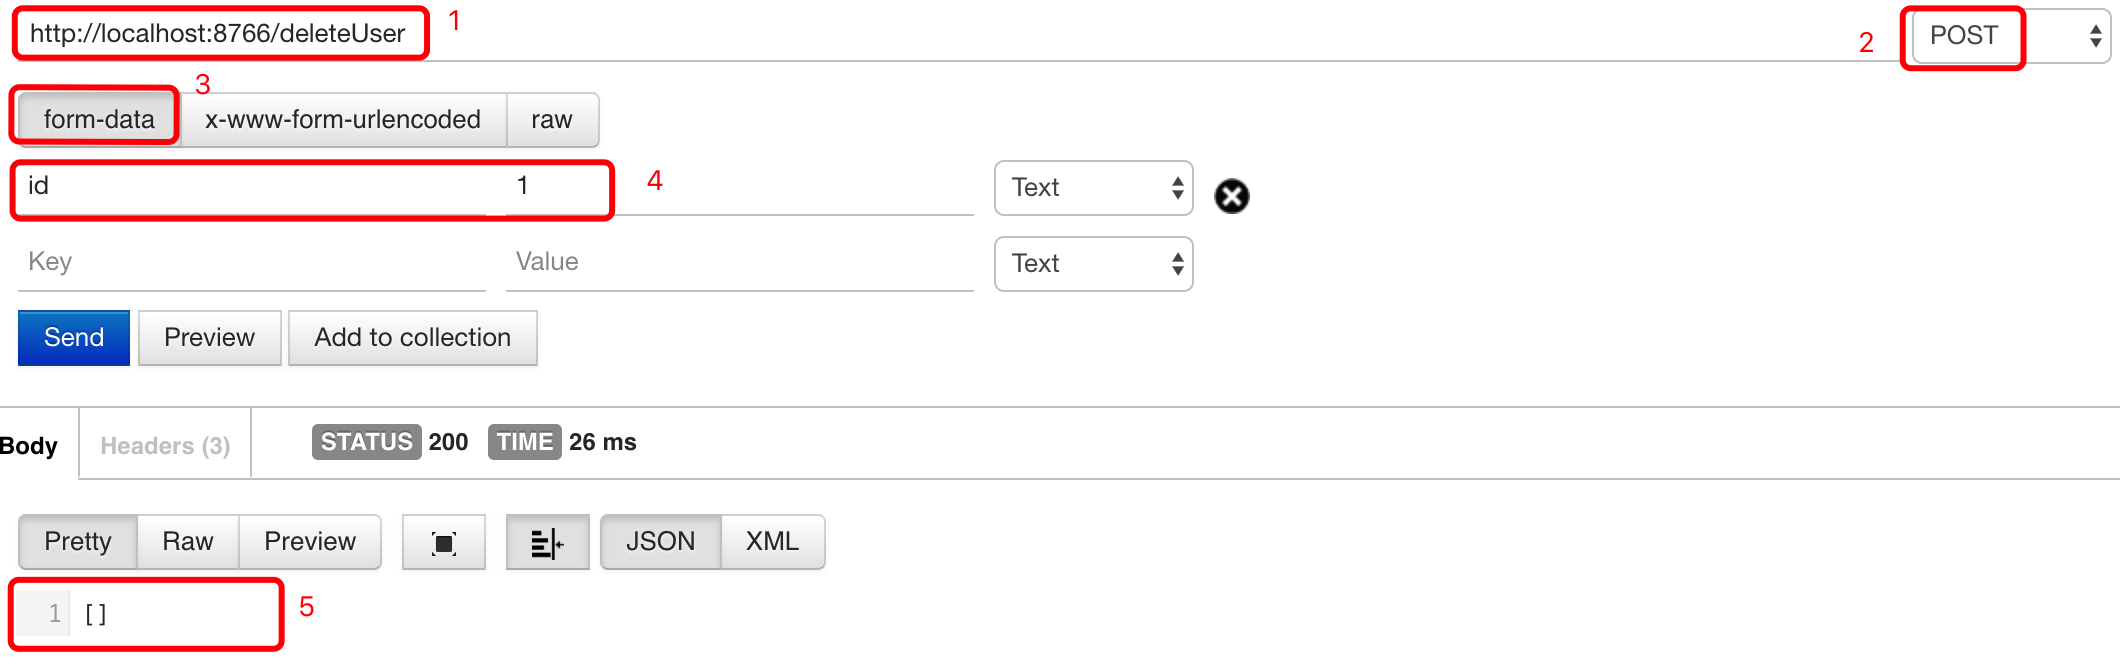 http://localhost:8766/deleteUser 1 2 POST
3
form-data x-www-form-urlencoded raw
id 1 4 Text
Key Value Text
Send Preview Add to collection
Body Headers (3) STATUS 200 TIME 26 ms
Pretty Raw Preview JSON XML
1 [] 5